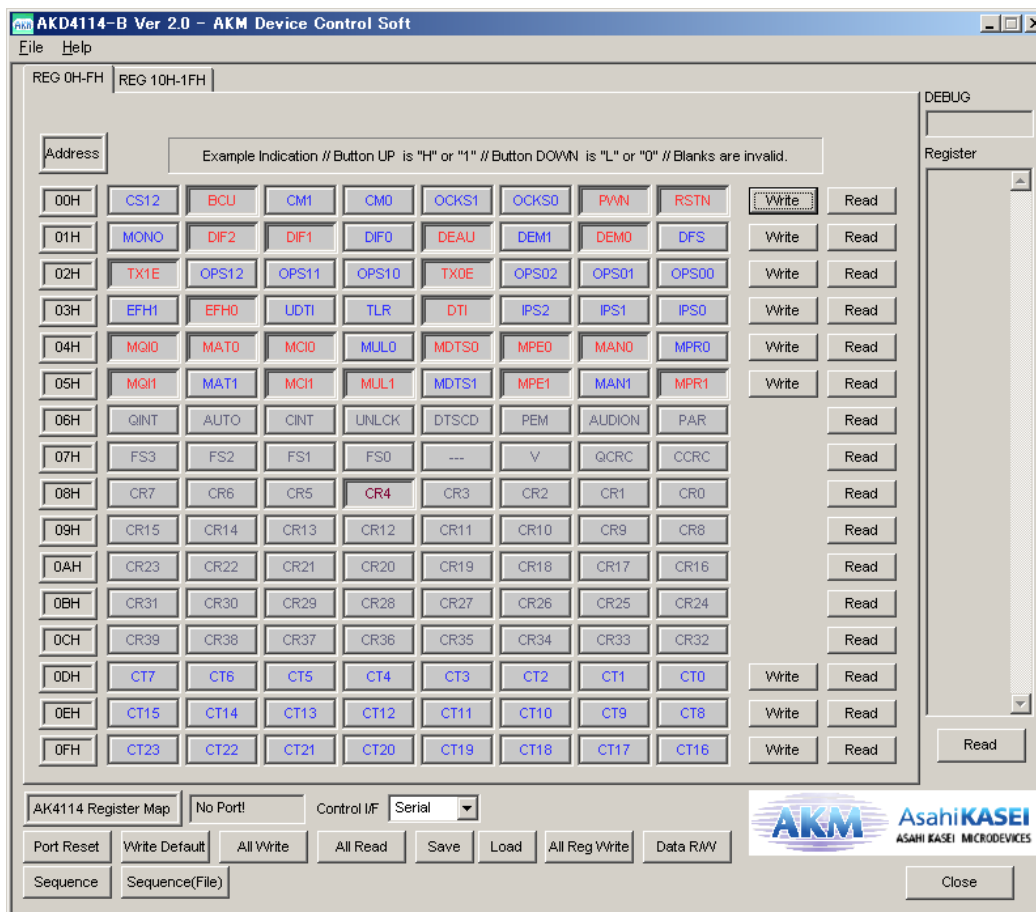 AKD4114-B Ver 2.0 - AKM Device Control Soft
File Help
REG 0H-FH REG 10H-1FH
DEBUG
Address
Example Indication // Button UP is "H" or "1" // Button DOWN is "L" or "0" // Blanks are invalid.
Register
00H CS12 BCU CM1 CM0 OCKS1 OCKS0 PWN RSTN Write Read
01H MONO DIF2 DIF1 DIF0 DEAU DEM1 DEM0 DFS Write Read
02H TX1E OPS12 OPS11 OPS10 TX0E OPS02 OPS01 OPS00 Write Read
03H EFH1 EFH0 UDTI TLR DTI IPS2 IPS1 IPS0 Write Read
04H MQI0 MAT0 MCI0 MUL0 MDTS0 MPE0 MAN0 MPR0 Write Read
05H MQI1 MAT1 MCI1 MUL1 MDTS1 MPE1 MAN1 MPR1 Write Read
06H QINT AUTO CINT UNLCK DTSCD PEM AUDION PAR Read
07H FS3 FS2 FS1 FS0 --- V QCRC CCRC Read
08H CR7 CR6 CR5 CR4 CR3 CR2 CR1 CR0 Read
09H CR15 CR14 CR13 CR12 CR11 CR10 CR9 CR8 Read
0AH CR23 CR22 CR21 CR20 CR19 CR18 CR17 CR16 Read
0BH CR31 CR30 CR29 CR28 CR27 CR26 CR25 CR24 Read
0CH CR39 CR38 CR37 CR36 CR35 CR34 CR33 CR32 Read
0DH CT7 CT6 CT5 CT4 CT3 CT2 CT1 CT0 Write Read
0EH CT15 CT14 CT13 CT12 CT11 CT10 CT9 CT8 Write Read
0FH CT23 CT22 CT21 CT20 CT19 CT18 CT17 CT16 Write Read
Read
AK4114 Register Map No Port! Control I/F Serial
AKM AsahiKASEI
ASAHI KASEI MICRODEVICES
Port Reset Write Default All Write All Read Save Load All Reg Write Data R/W
Sequence Sequence(File) Close